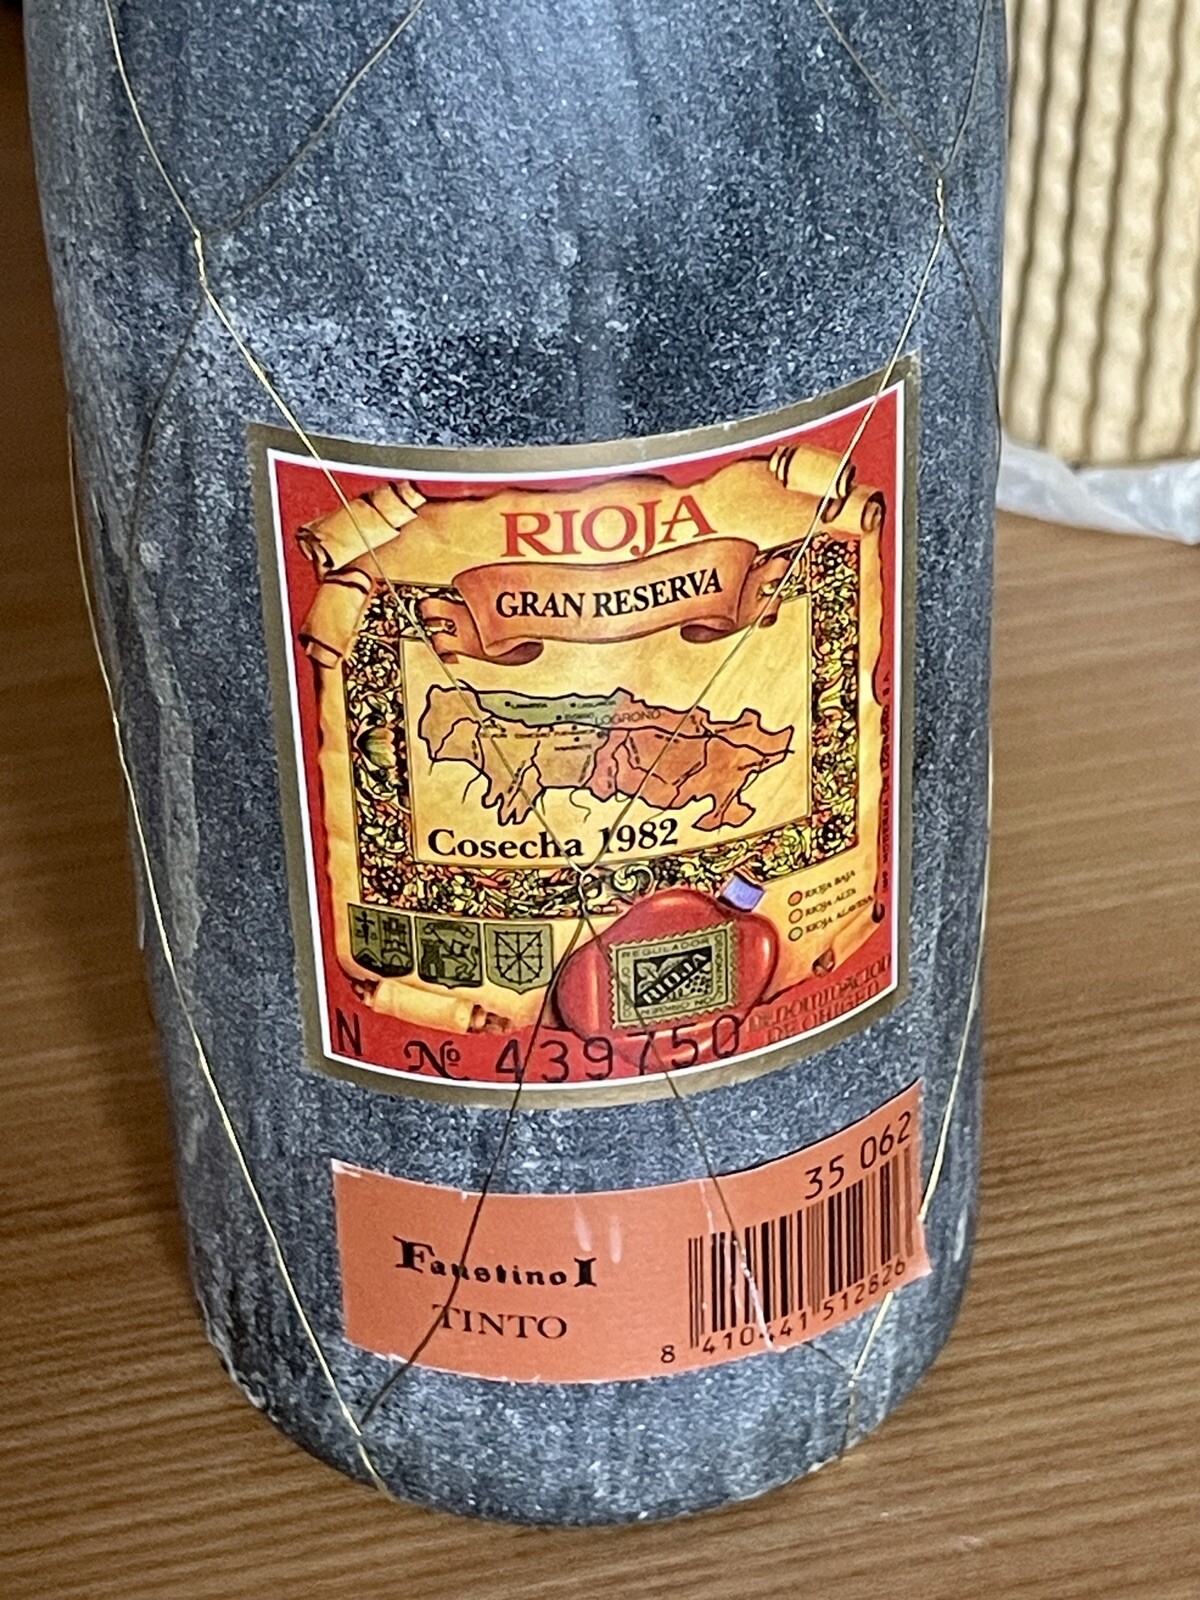 RIOJA
GRAN RESERVA
LOGROÑO
Cosecha 1982
RIOJA BAJA
RIOJA ALTA
RIOJA ALAVESA
REGULADOR
RIOJA
DENOMINACION
DE ORIGEN
N Nº 439750
35 062
Faustino I
TINTO
8 410441 512826